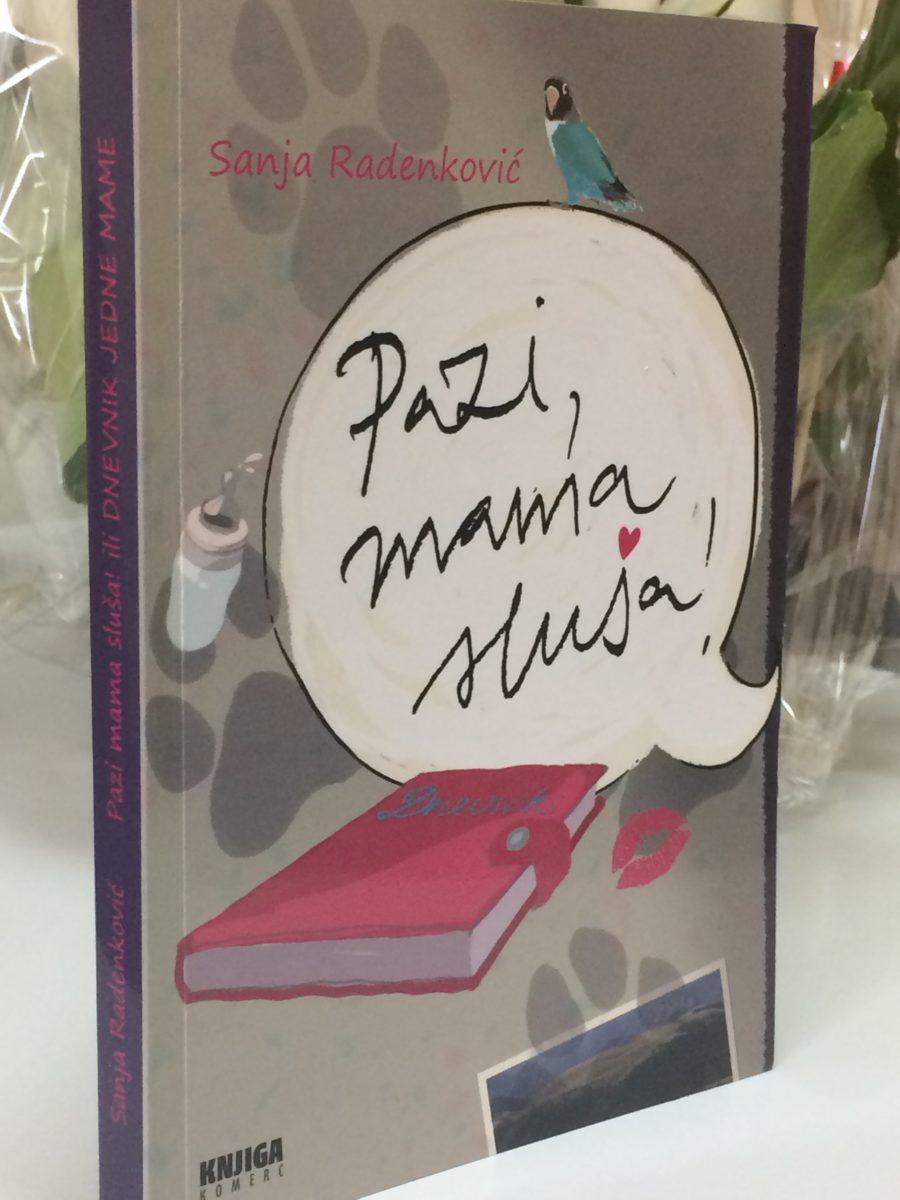 Sanja Radenković
Pazi,
mama
sluša!
Dnevnik
KNJIGA
KOMERC
Sanja Radenković Pazi mama sluša! ili DNEVNIK JEDNE MAME